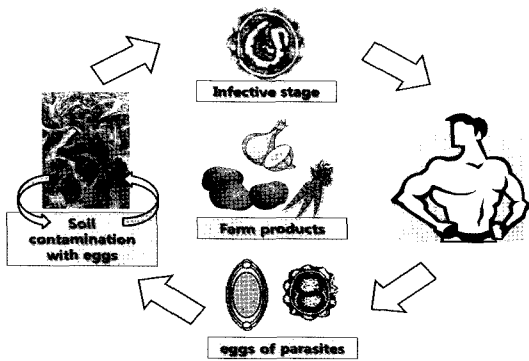 Infective stage
Farm products
Soil
contamination
with eggs
eggs of parasites